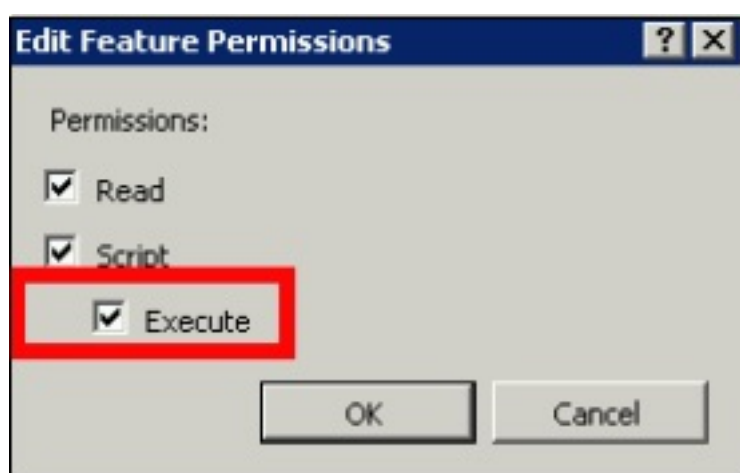 Edit Feature Permissions
Permissions:
Read
Script
Execute
OK Cancel